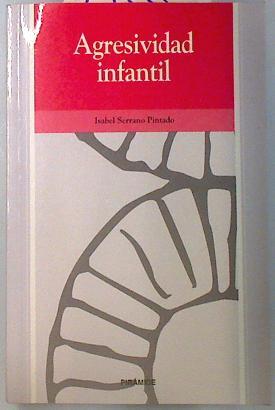 Agresividad
infantil
Isabel Serrano Pintado
PIRÁMIDE